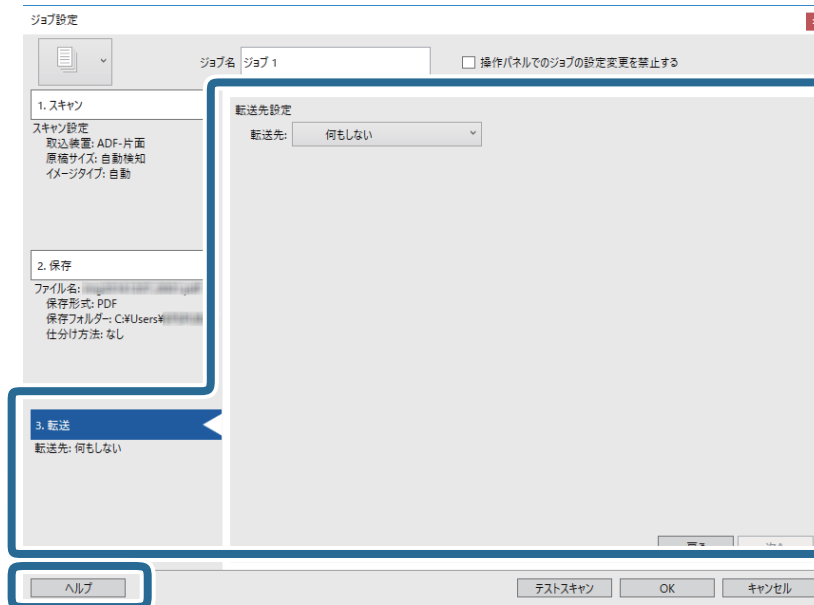 ジョブ設定
ジョブ名 ジョブ 1
操作パネルでのジョブの設定変更を禁止する
1. スキャン
スキャン設定
取込装置: ADF-片面
原稿サイズ: 自動検知
イメージタイプ: 自動
2. 保存
ファイル名:
保存形式: PDF
保存フォルダー: C:¥Users¥
仕分け方法: なし
3. 転送
転送先: 何もしない
転送先設定
転送先: 何もしない
ヘルプ
テストスキャン
OK
キャンセル